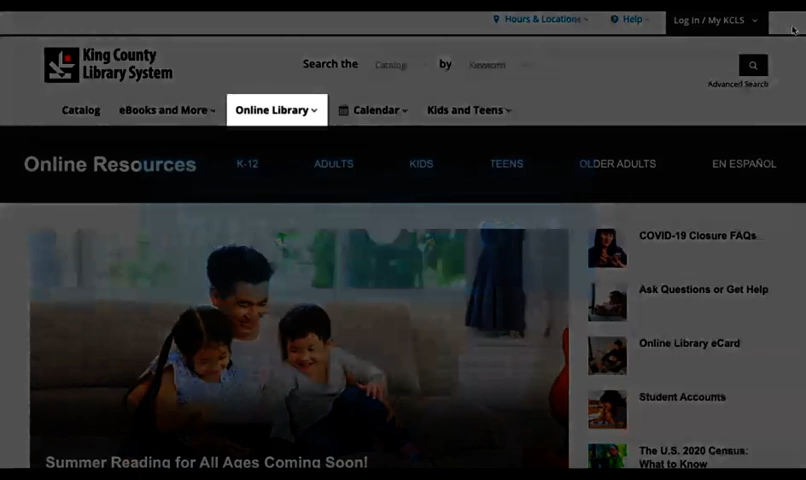 Hours & Locations
Help
Log In / My KCLS
King County
Library System
Search the
Catalog
by
Keyword
Advanced Search
Catalog
eBooks and More
Online Library
Calendar
Kids and Teens
Online Resources
K-12
ADULTS
KIDS
TEENS
OLDER ADULTS
EN ESPAÑOL
COVID-19 Closure FAQs
Ask Questions or Get Help
Online Library eCard
Student Accounts
The U.S. 2020 Census:
What to Know
Summer Reading for All Ages Coming Soon!